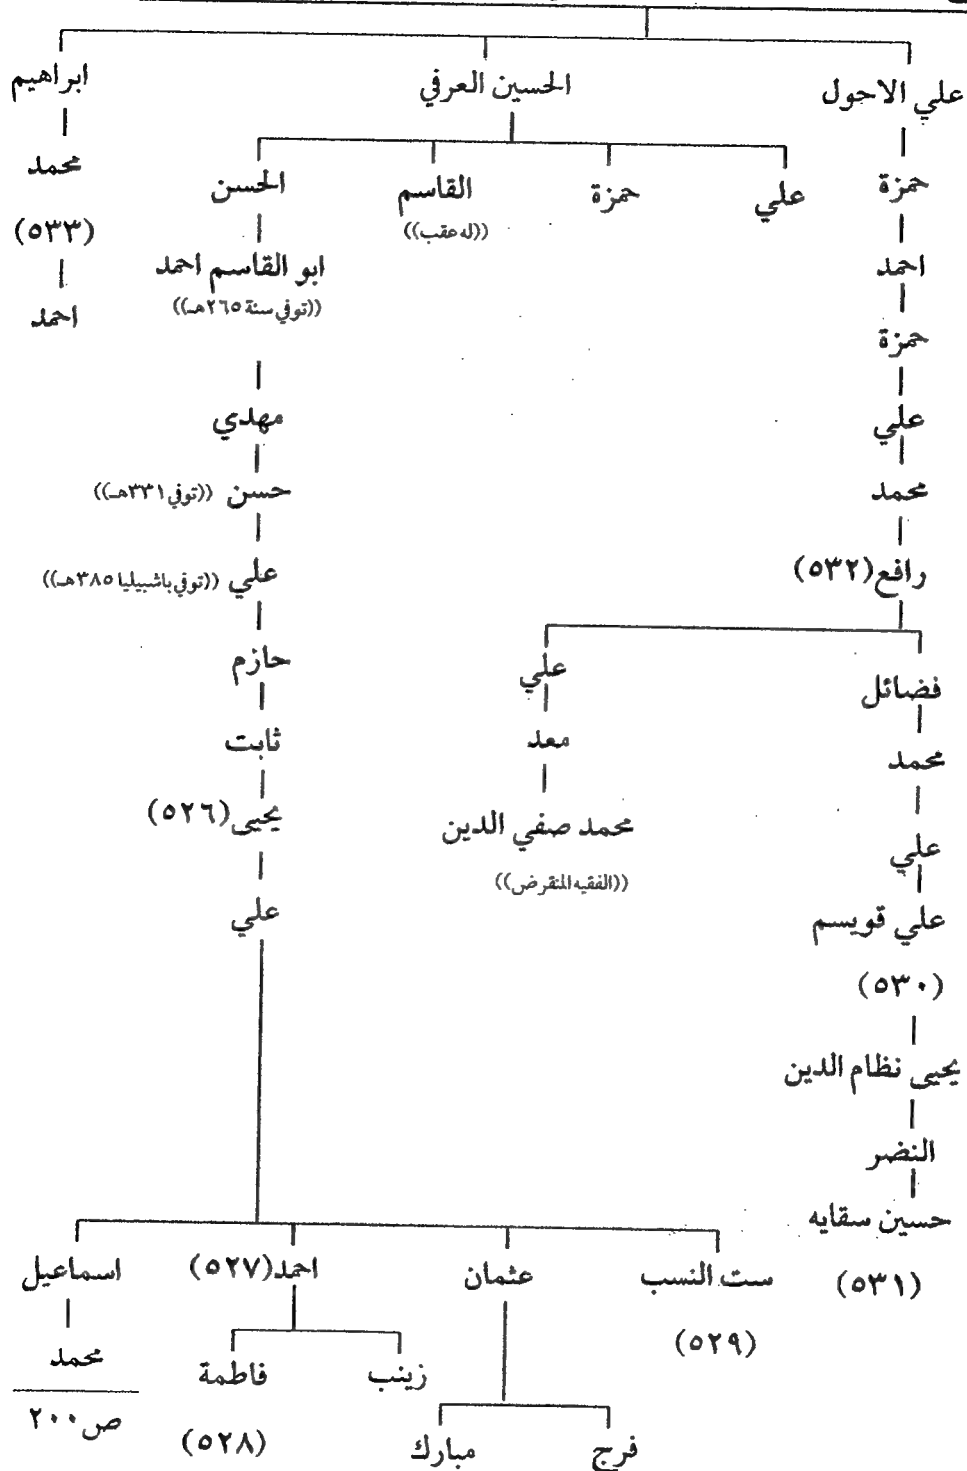 علي الاحول
الحسين العرفي
ابراهيم
حمزة
احمد
حمزة
علي
محمد
رافع (٥٣٢)
فضائل
محمد
علي
علي قويسم
(٥٣٠)
يحيى نظام الدين
النضر
حسين سقايه
(٥٣١)
علي
معد
محمد صفي الدين
((الفقيه المنقرض))
علي
حمزة
القاسم
((له عقب))
الحسن
ابو القاسم احمد
((توفي سنة ٢٦٥هـ))
مهدي
حسن ((توفي ٣٣١هـ))
علي ((توفي باشبيليا ٣٨٥هـ))
حازم
ثابت
يحيى (٥٢٦)
علي
ست النسب
(٥٢٩)
عثمان
فرج
مبارك
احمد (٥٢٧)
زينب
فاطمة
(٥٢٨)
اسماعيل
محمد
ص ٢٠٠
محمد
(٥٣٣)
احمد